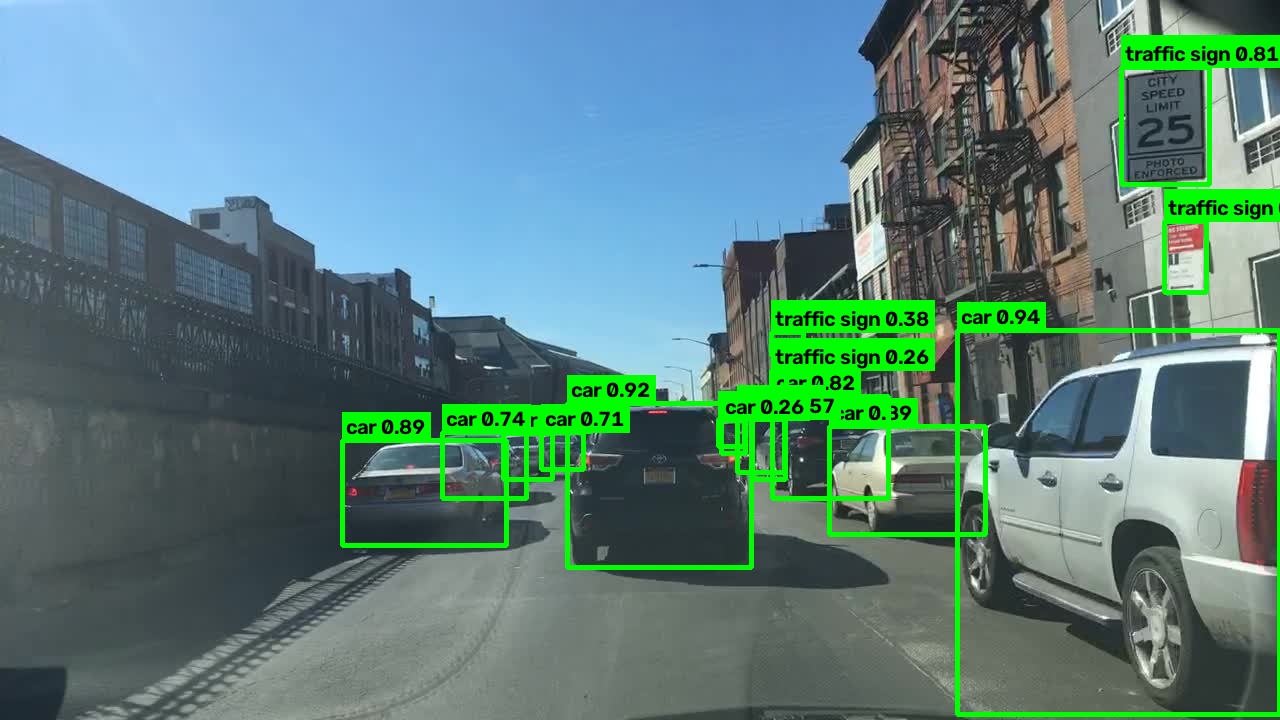 traffic sign 0.81
CITY
SPEED
LIMIT
25
PHOTO
ENFORCED
traffic sign
traffic sign 0.38
car 0.94
traffic sign 0.26
car 0.82
car 0.92
car 0.26 57
car 0.89
car 0.74
car 0.71
car 0.89